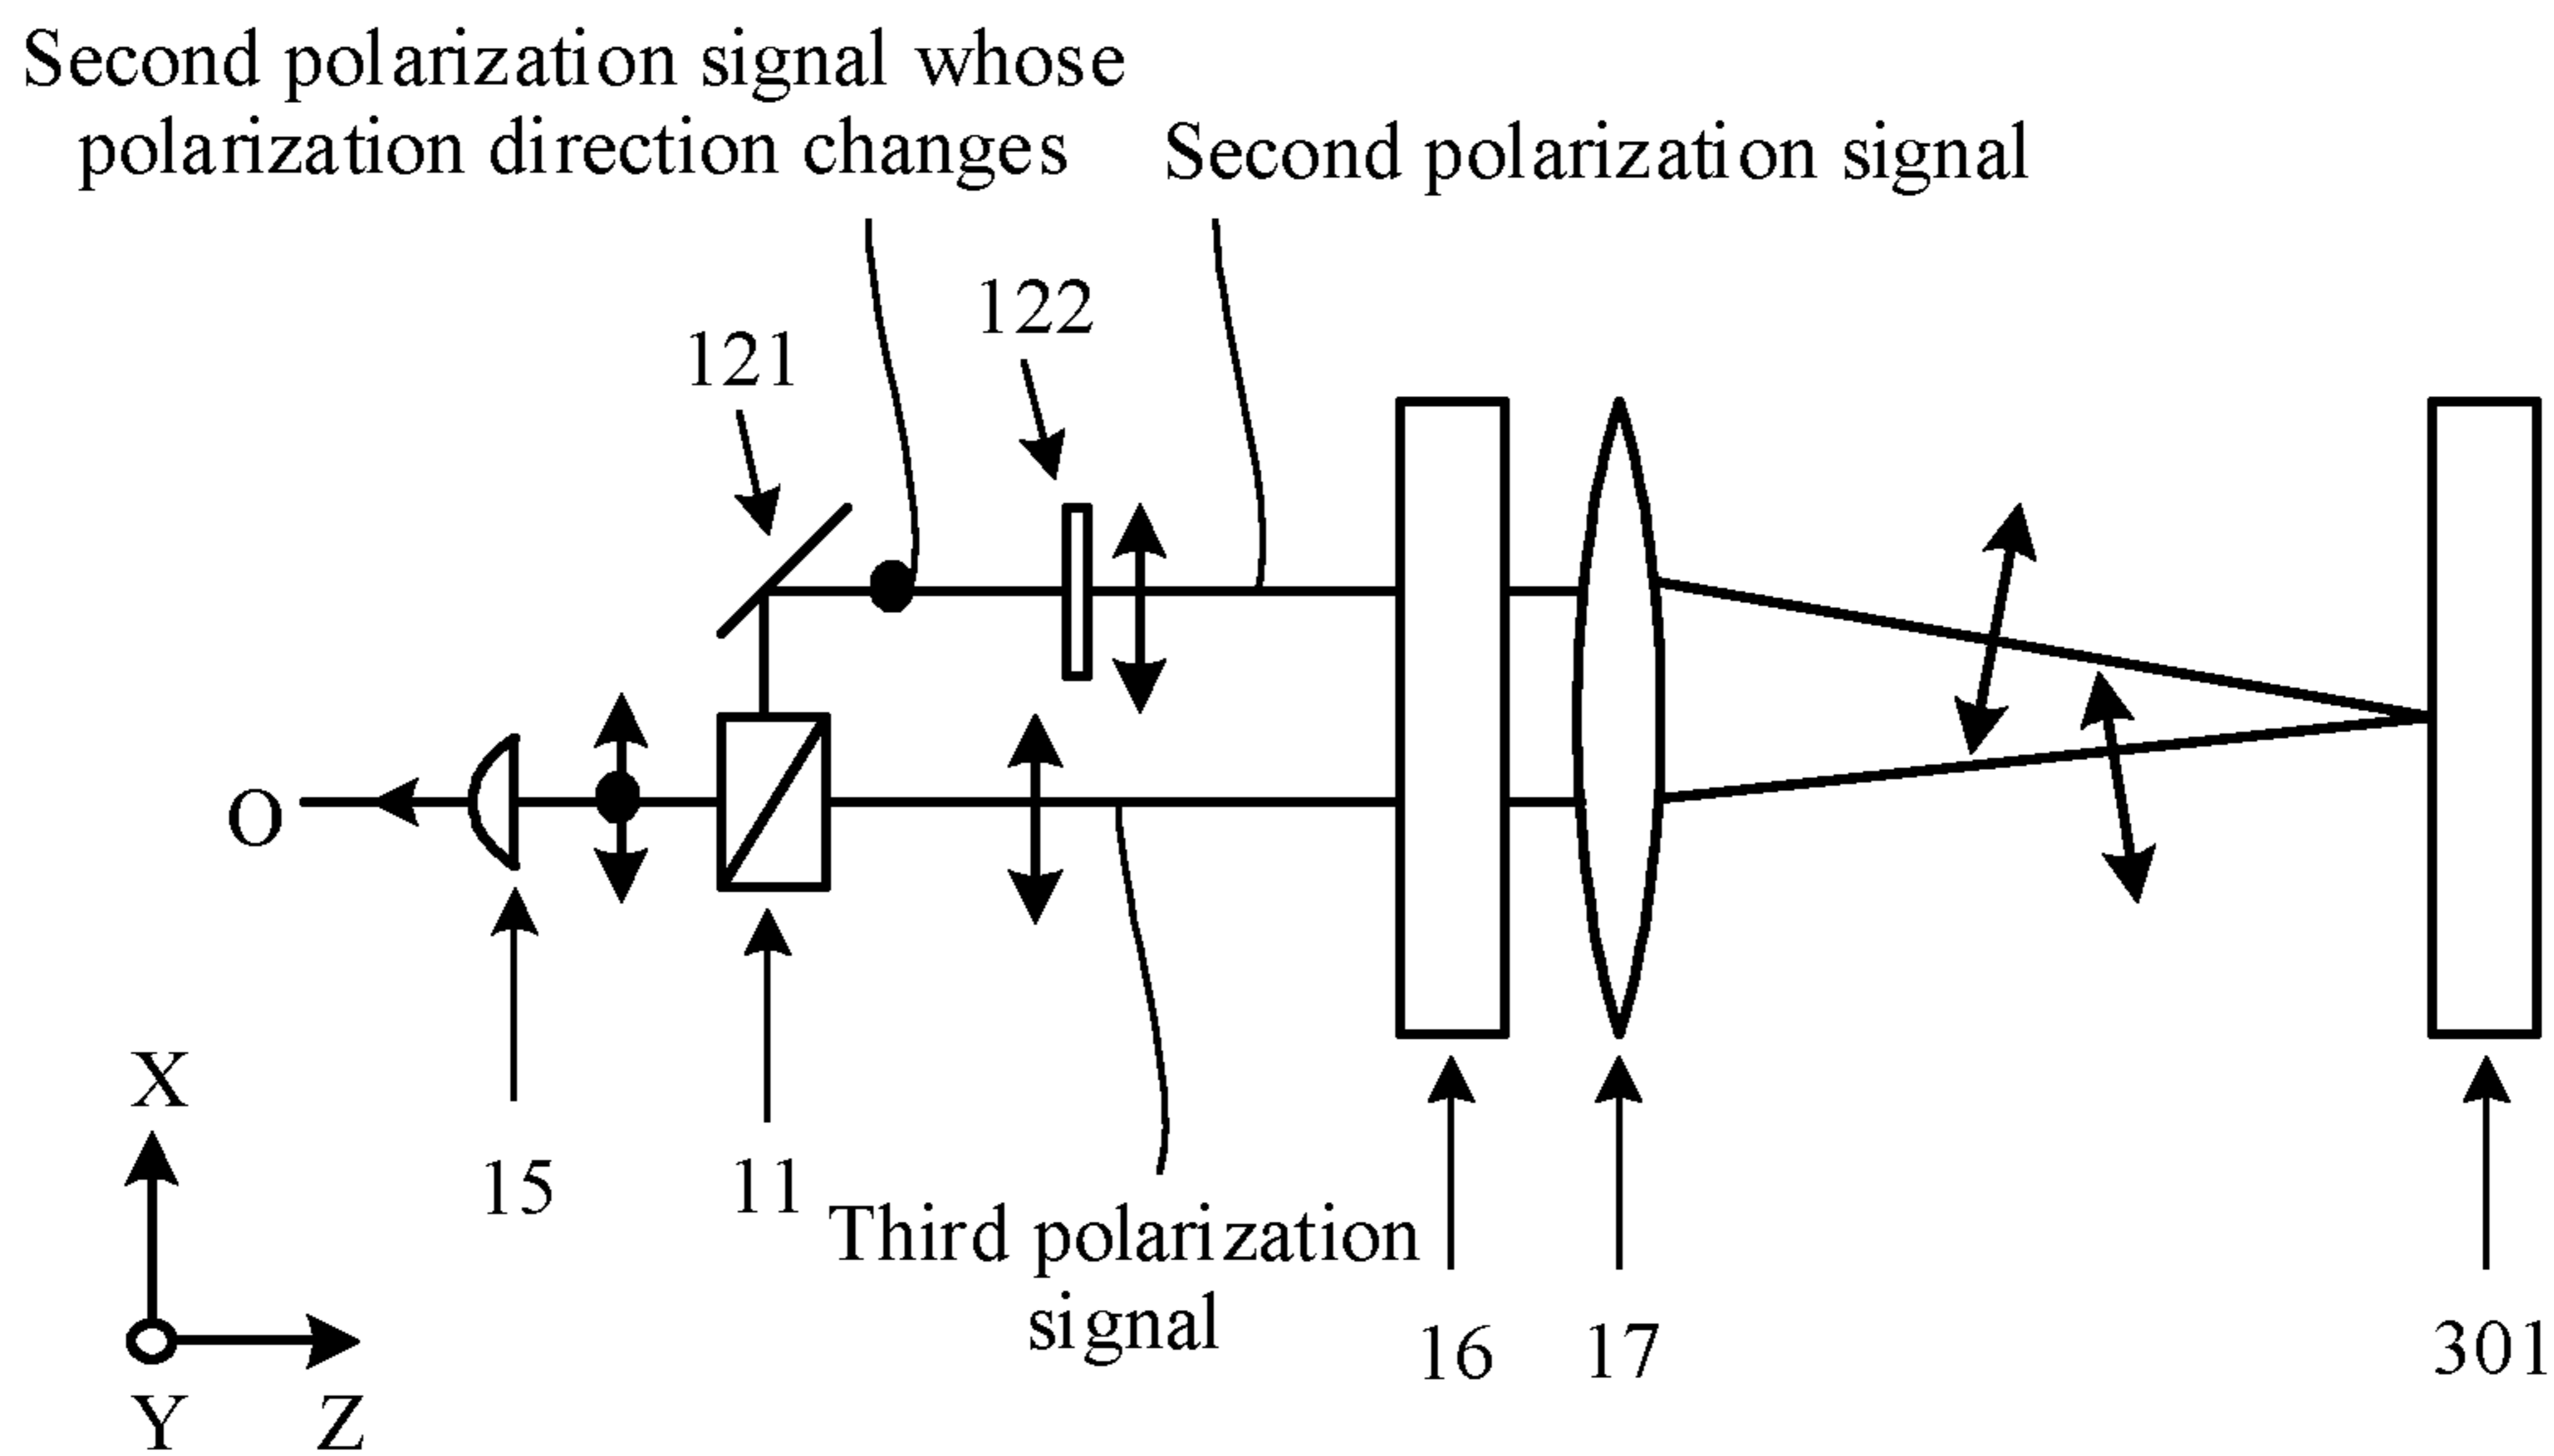 Second polarization signal whose
polarization direction changes
Second polarization signal
122
121
O
X
15
11
Third polarization
signal
16
17
301
Y
Z